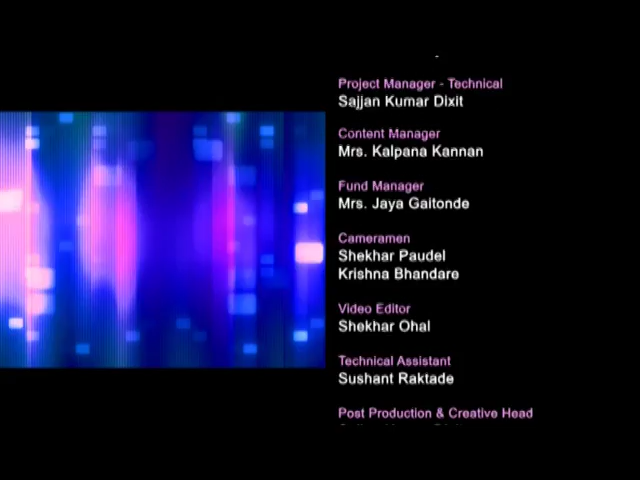 Project Manager - Technical
Sajjan Kumar Dixit
Content Manager
Mrs. Kalpana Kannan
Fund Manager
Mrs. Jaya Gaitonde
Cameramen
Shekhar Paudel
Krishna Bhandare
Video Editor
Shekhar Ohal
Technical Assistant
Sushant Raktade
Post Production & Creative Head